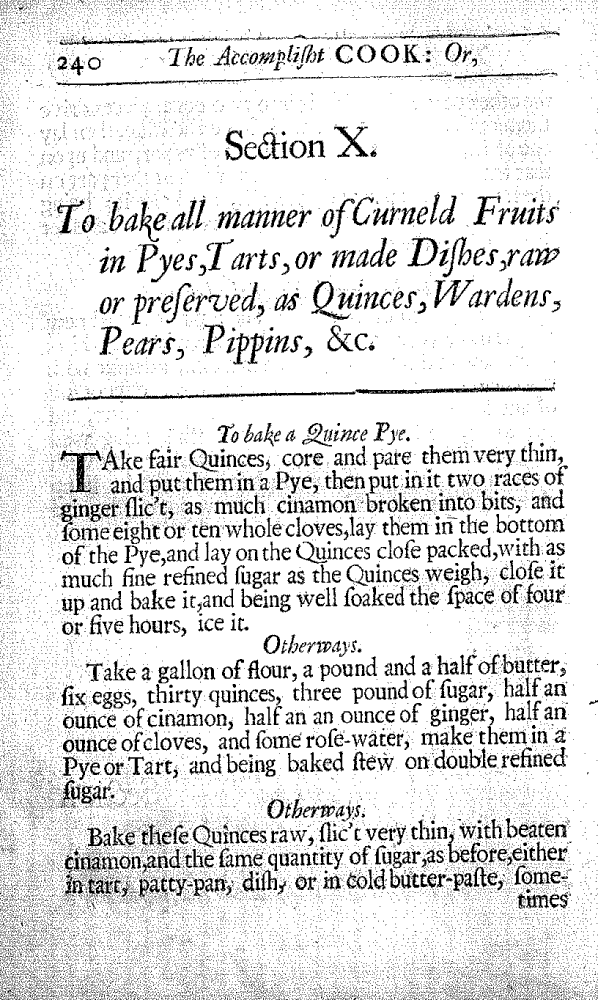 240 The Accompliſht COOK: Or,
Section X.
To bake all manner of Curneld Fruits
in Pyes, Tarts, or made Diſhes, raw
or preſerved, as Quinces, Wardens,
Pears, Pippins, &c.
To bake a Quince Pye.
TAke fair Quinces, core and pare them very thin,
and put them in a Pye, then put in it two races of
ginger ſlic't, as much cinamon broken into bits, and
ſome eight or ten whole cloves, lay them in the bottom
of the Pye, and lay on the Quinces cloſe packed, with as
much fine refined ſugar as the Quinces weigh, cloſe it
up and bake it, and being well ſoaked the ſpace of four
or five hours, ice it.
Otherways.
Take a gallon of flour, a pound and a half of butter,
ſix eggs, thirty quinces, three pound of ſugar, half an
ounce of cinamon, half an an ounce of ginger, half an
ounce of cloves, and ſome roſe-water, make them in a
Pye or Tart, and being baked ſtew on double refined
ſugar.
Otherways.
Bake theſe Quinces raw, ſlic't very thin, with beaten
cinamon, and the ſame quantity of ſugar, as before, either
in tart, patty-pan, diſh, or in cold butter-paſte, ſome-
times